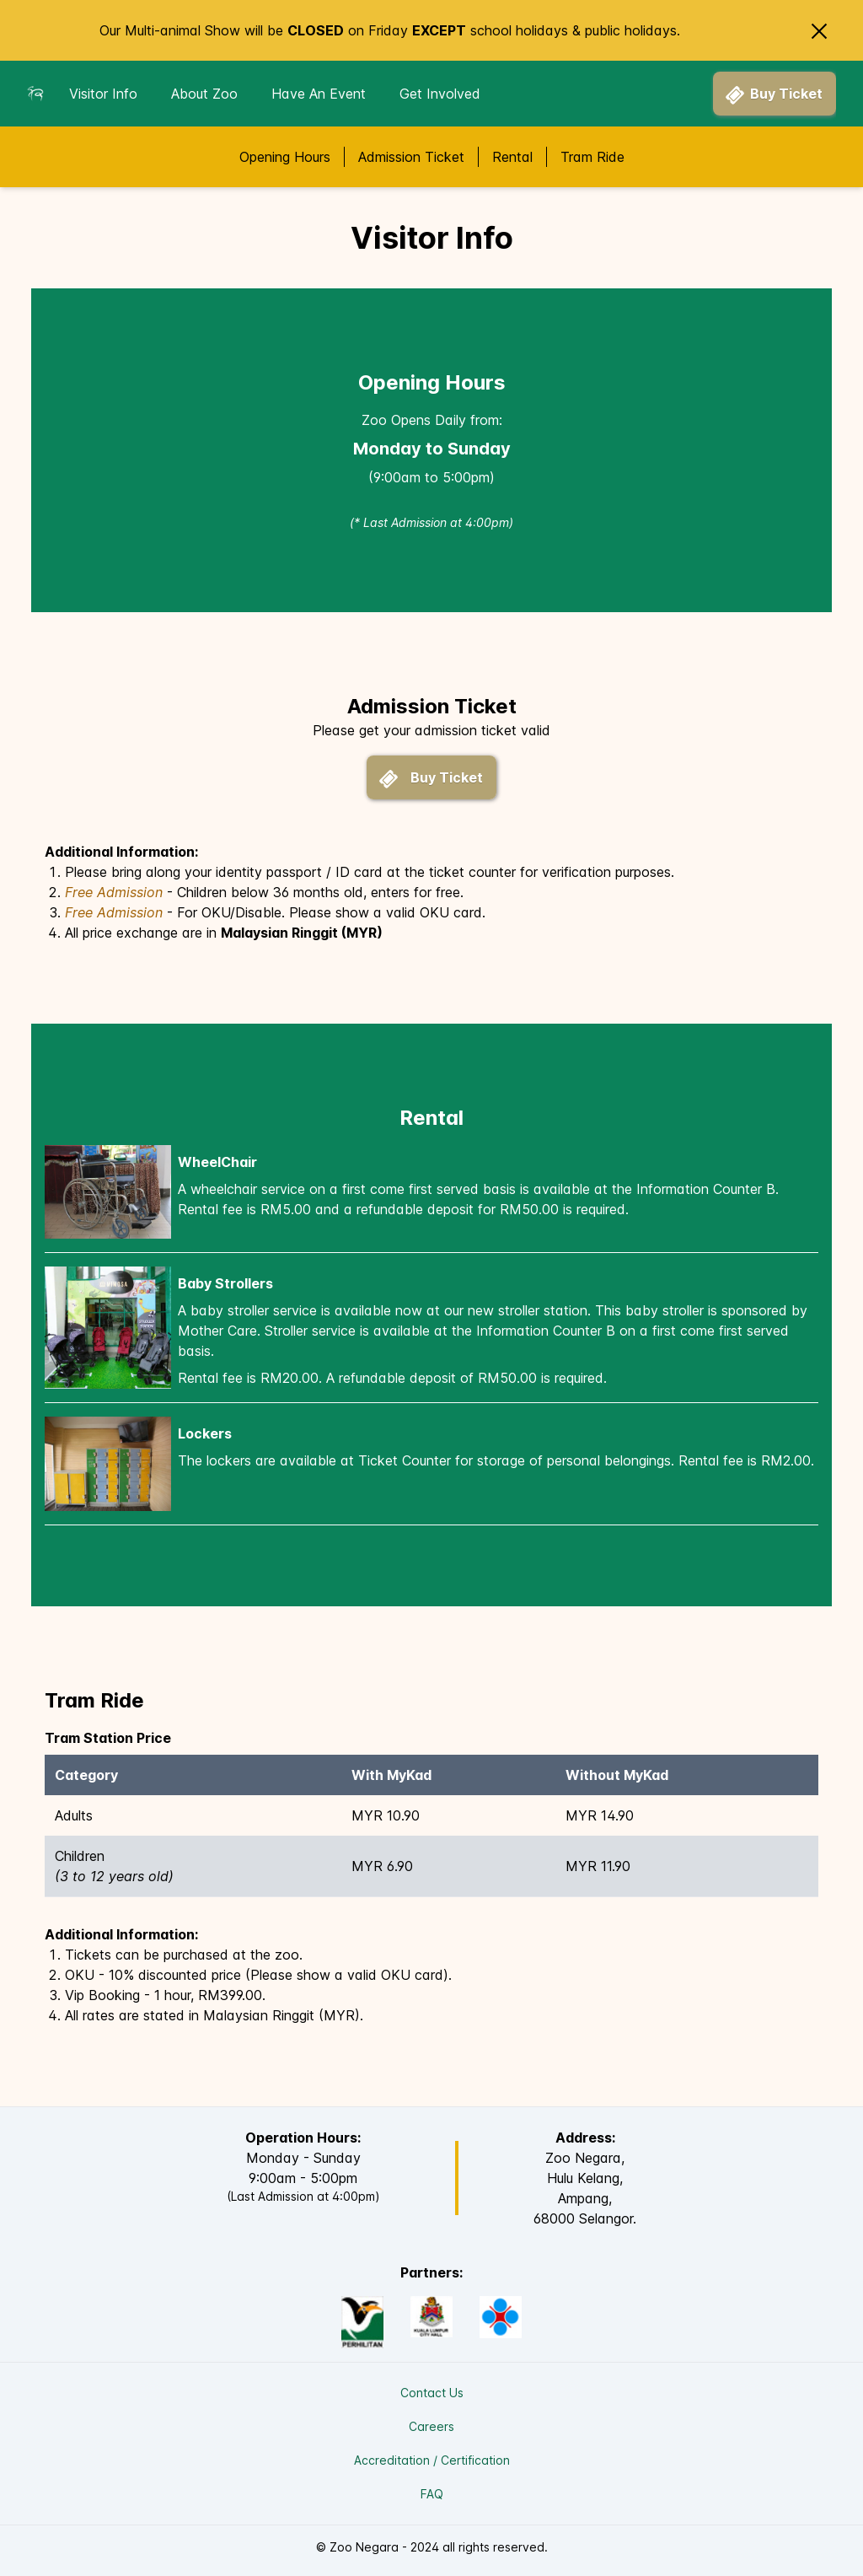 Our Multi-animal Show will be CLOSED on Friday EXCEPT school holidays & public holidays.
Visitor Info
About Zoo
Have An Event
Get Involved
Buy Ticket
Opening Hours
Admission Ticket
Rental
Tram Ride
Visitor Info
Opening Hours
Zoo Opens Daily from:
Monday to Sunday
(9:00am to 5:00pm)
(* Last Admission at 4:00pm)
Admission Ticket
Please get your admission ticket valid
Buy Ticket
Additional Information:
1. Please bring along your identity passport / ID card at the ticket counter for verification purposes.
2. Free Admission - Children below 36 months old, enters for free.
3. Free Admission - For OKU/Disable. Please show a valid OKU card.
4. All price exchange are in Malaysian Ringgit (MYR)
Rental
WheelChair
A wheelchair service on a first come first served basis is available at the Information Counter B.
Rental fee is RM5.00 and a refundable deposit for RM50.00 is required.
Baby Strollers
A baby stroller service is available now at our new stroller station. This baby stroller is sponsored by
Mother Care. Stroller service is available at the Information Counter B on a first come first served
basis.
Rental fee is RM20.00. A refundable deposit of RM50.00 is required.
Lockers
The lockers are available at Ticket Counter for storage of personal belongings. Rental fee is RM2.00.
Tram Ride
Tram Station Price
Category With MyKad Without MyKad
Adults MYR 10.90 MYR 14.90
Children
(3 to 12 years old) MYR 6.90 MYR 11.90
Additional Information:
1. Tickets can be purchased at the zoo.
2. OKU - 10% discounted price (Please show a valid OKU card).
3. Vip Booking - 1 hour, RM399.00.
4. All rates are stated in Malaysian Ringgit (MYR).
Operation Hours:
Monday - Sunday
9:00am - 5:00pm
(Last Admission at 4:00pm)
Address:
Zoo Negara,
Hulu Kelang,
Ampang,
68000 Selangor.
Partners:
PERHILITAN
KUALA LUMPUR
CITY HALL
Contact Us
Careers
Accreditation / Certification
FAQ
© Zoo Negara - 2024 all rights reserved.